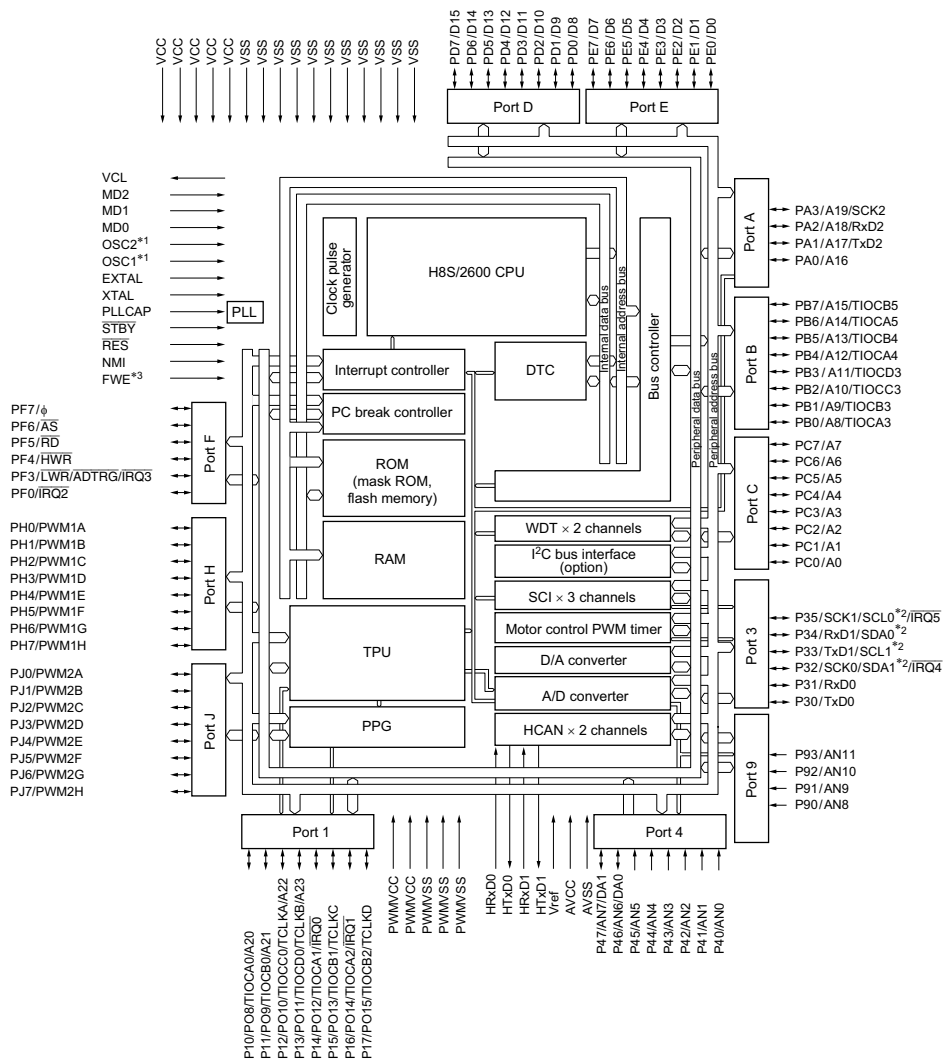 VCC
VCC
VCC
VCC
VCC
VSS
VSS
VSS
VSS
VSS
VSS
VSS
VSS
VSS
VSS
VSS
PD7/D15
PD6/D14
PD5/D13
PD4/D12
PD3/D11
PD2/D10
PD1/D9
PD0/D8
PE7/D7
PE6/D6
PE5/D5
PE4/D4
PE3/D3
PE2/D2
PE1/D1
PE0/D0
Port D
Port E
VCL
MD2
MD1
MD0
OSC2*1
OSC1*1
EXTAL
XTAL
PLLCAP
STBY
RES
NMI
FWE*3
PLL
Clock pulse
generator
H8S/2600 CPU
Interrupt controller
PC break controller
DTC
ROM
(mask ROM,
flash memory)
RAM
TPU
PPG
Internal data bus
Internal address bus
Bus controller
Peripheral data bus
Peripheral address bus
WDT × 2 channels
I2C bus interface
(option)
SCI × 3 channels
Motor control PWM timer
D/A converter
A/D converter
HCAN × 2 channels
Port A
PA3/A19/SCK2
PA2/A18/RxD2
PA1/A17/TxD2
PA0/A16
Port B
PB7/A15/TIOCB5
PB6/A14/TIOCA5
PB5/A13/TIOCB4
PB4/A12/TIOCA4
PB3/A11/TIOCD3
PB2/A10/TIOCC3
PB1/A9/TIOCB3
PB0/A8/TIOCA3
Port C
PC7/A7
PC6/A6
PC5/A5
PC4/A4
PC3/A3
PC2/A2
PC1/A1
PC0/A0
Port 3
P35/SCK1/SCL0*2/IRQ5
P34/RxD1/SDA0*2
P33/TxD1/SCL1*2
P32/SCK0/SDA1*2/IRQ4
P31/RxD0
P30/TxD0
Port 9
P93/AN11
P92/AN10
P91/AN9
P90/AN8
PF7/ϕ
PF6/AS
PF5/RD
PF4/HWR
PF3/LWR/ADTRG/IRQ3
PF0/IRQ2
Port F
PH0/PWM1A
PH1/PWM1B
PH2/PWM1C
PH3/PWM1D
PH4/PWM1E
PH5/PWM1F
PH6/PWM1G
PH7/PWM1H
Port H
PJ0/PWM2A
PJ1/PWM2B
PJ2/PWM2C
PJ3/PWM2D
PJ4/PWM2E
PJ5/PWM2F
PJ6/PWM2G
PJ7/PWM2H
Port J
Port 1
Port 4
P10/PO8/TIOCA0/A20
P11/PO9/TIOCB0/A21
P12/PO10/TIOCC0/TCLKA/A22
P13/PO11/TIOCD0/TCLKB/A23
P14/PO12/TIOCA1/IRQ0
P15/PO13/TIOCB1/TCLKC
P16/PO14/TIOCA2/IRQ1
P17/PO15/TIOCB2/TCLKD
PWMVCC
PWMVCC
PWMVSS
PWMVSS
PWMVSS
HRxD0
HTxD0
HRxD1
HTxD1
Vref
AVCC
AVSS
P47/AN7/DA1
P46/AN6/DA0
P45/AN5
P44/AN4
P43/AN3
P42/AN2
P41/AN1
P40/AN0